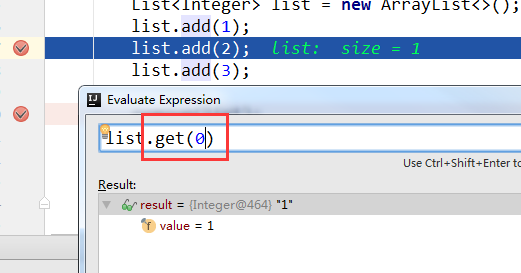 List<Integer> list = new ArrayList<>();
list.add(1);
list.add(2);  list:  size = 1
list.add(3);
Evaluate Expression
list.get(0)
Use Ctrl+Shift+Enter to
Result:
result = {Integer@464} "1"
f value = 1